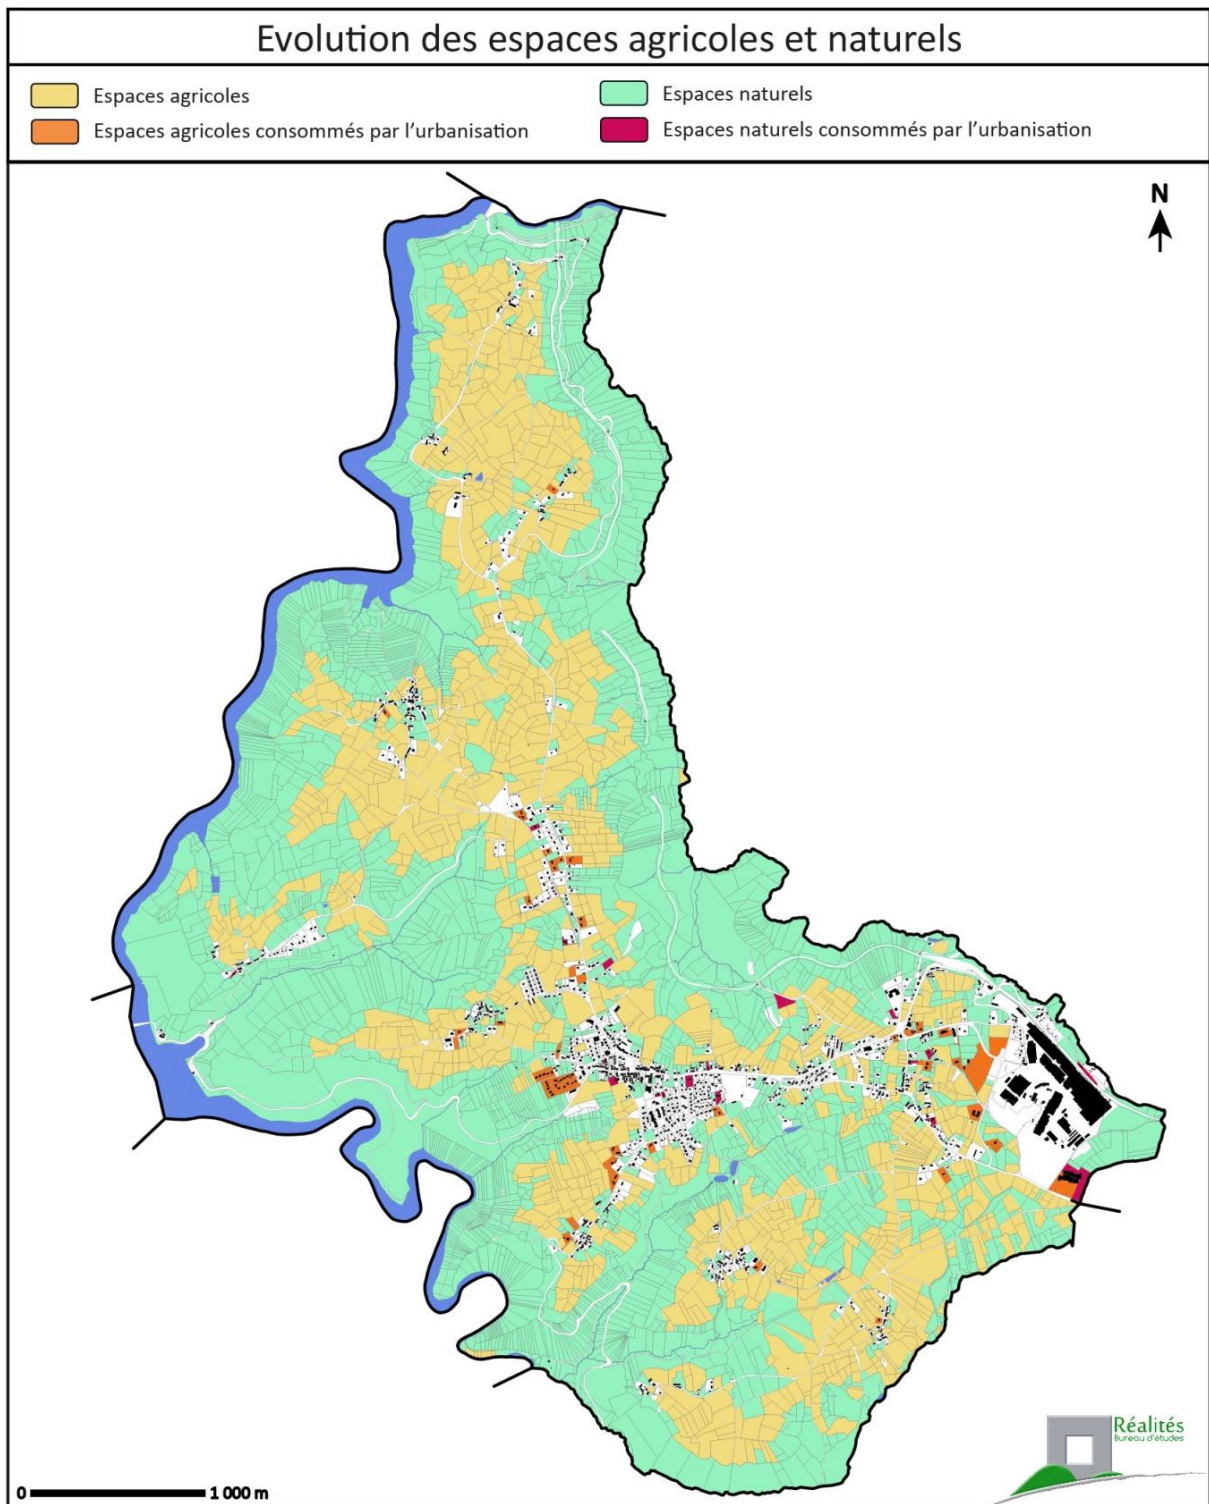 Evolution des espaces agricoles et naturels
Espaces agricoles
Espaces naturels
Espaces agricoles consommés par l'urbanisation
Espaces naturels consommés par l'urbanisation
N
Réalités
Bureau d'études
0 1 000 m